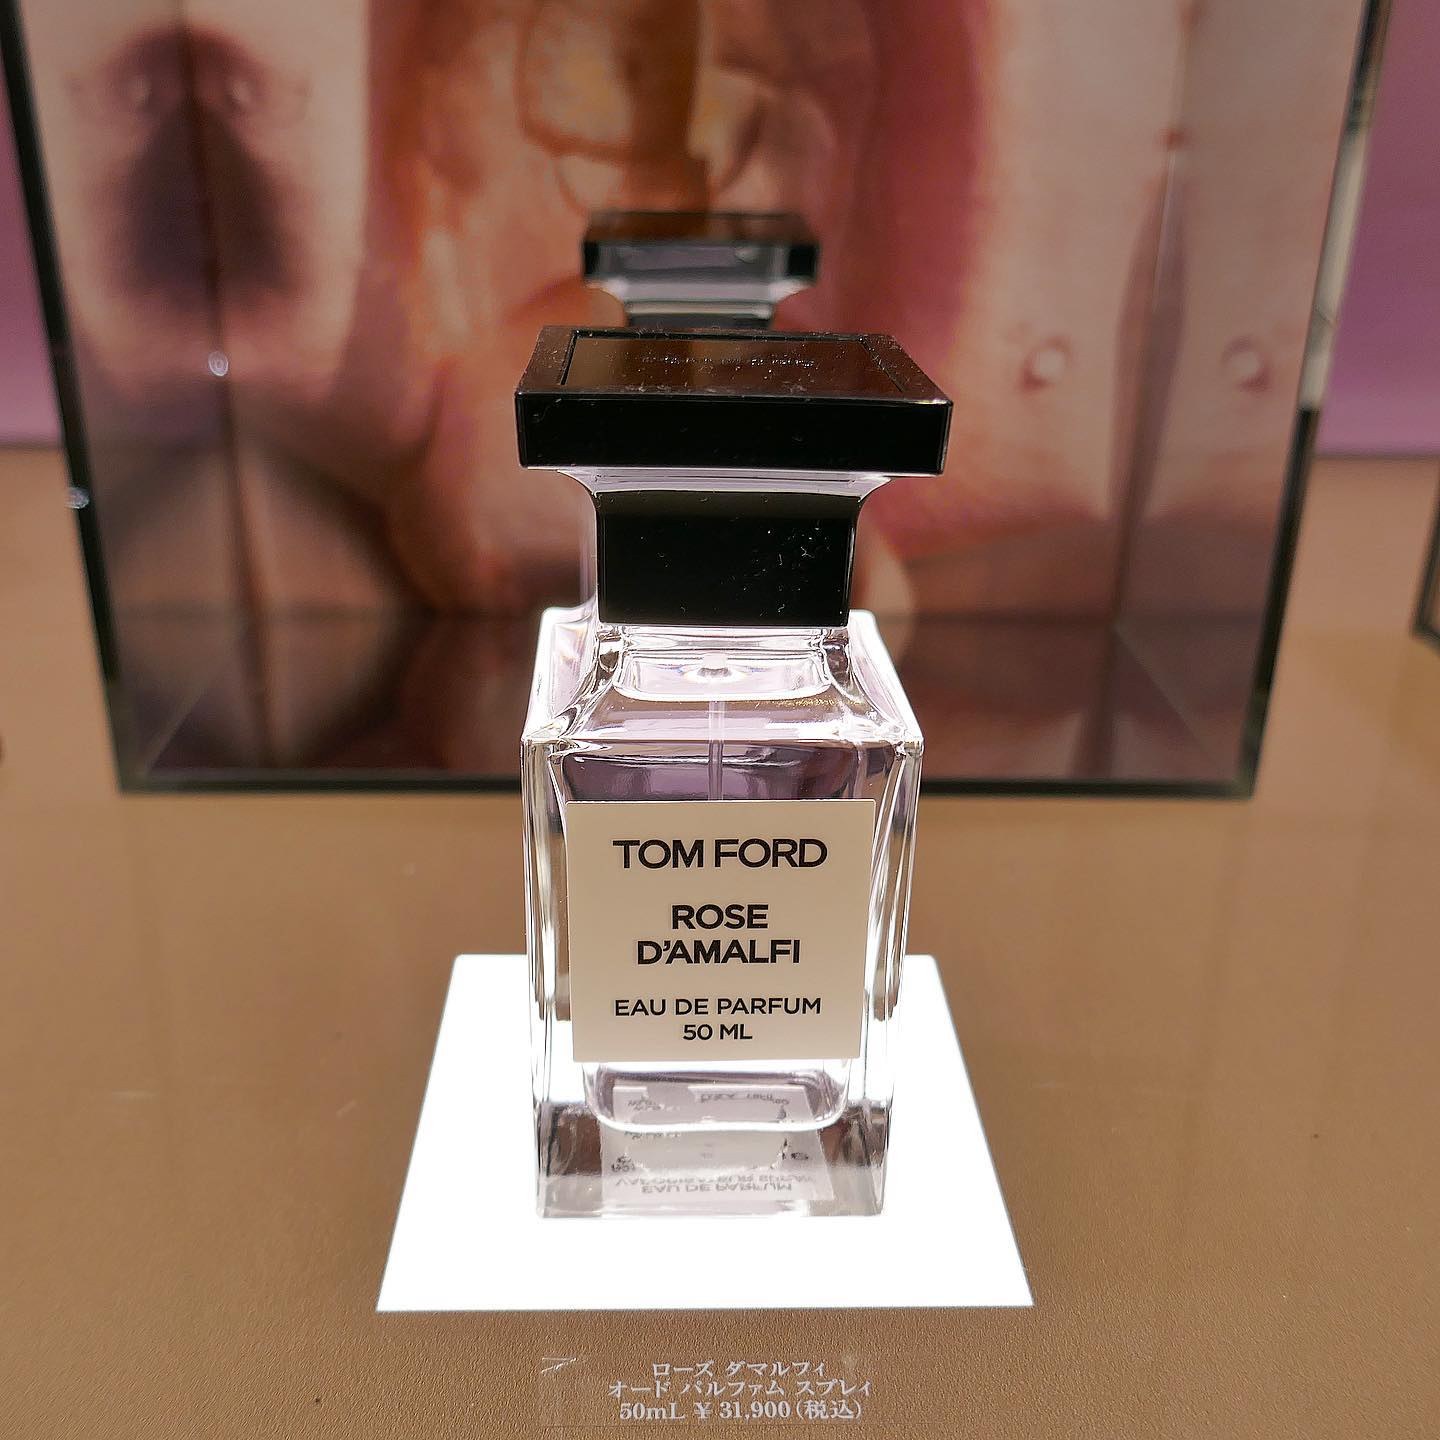 TOM FORD
ROSE
D'AMALFI
EAU DE PARFUM
50 ML
ローズ ダマルフィ
オード パルファム スプレィ
50mL ¥ 31,900(税込)